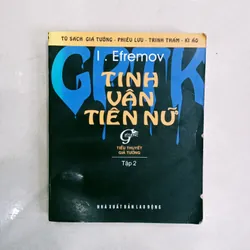 TỦ SÁCH GIẢ TƯỞNG - PHIÊU LƯU - TRINH THÁM - KÌ ẢO
I . Efremov
TINH
VÂN
TIÊN NỮ
TIỂU THUYẾT
GIẢ TƯỞNG
Tập 2
NHÀ XUẤT BẢN LAO ĐỘNG